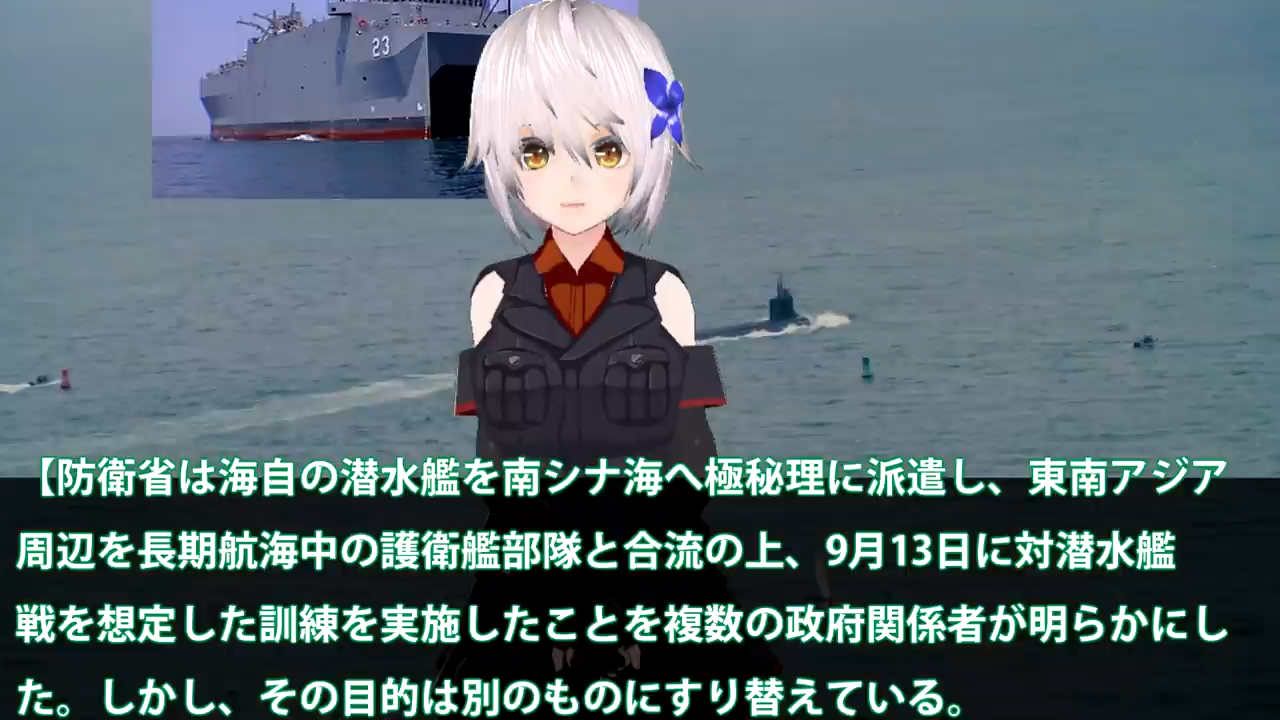 23
【防衛省は海自の潜水艦を南シナ海へ極秘理に派遣し、東南アジア
周辺を長期航海中の護衛艦部隊と合流の上、9月13日に対潜水艦
戦を想定した訓練を実施したことを複数の政府関係者が明らかにし
た。しかし、その目的は別のものにすり替えている。